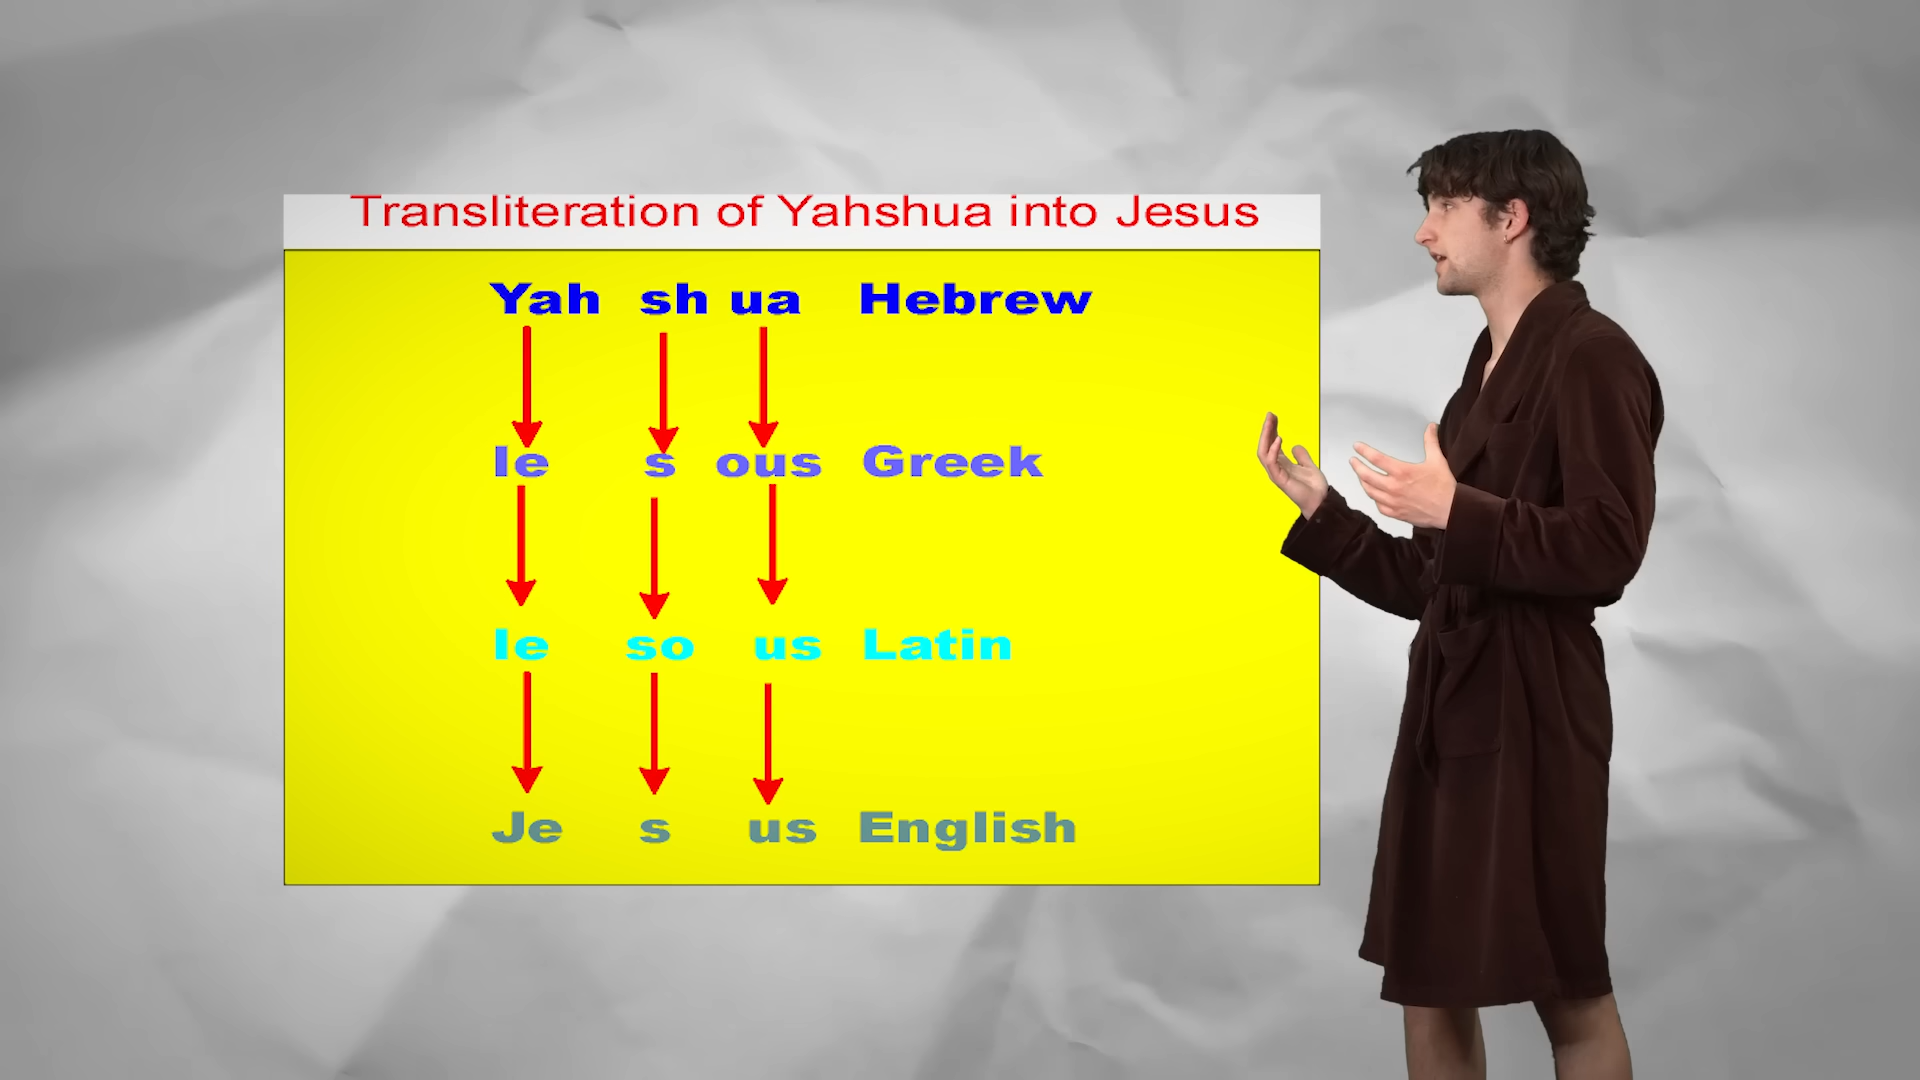 Transliteration of Yahshua into Jesus
Yah sh ua Hebrew
Ie s ous Greek
Ie so us Latin
Je s us English